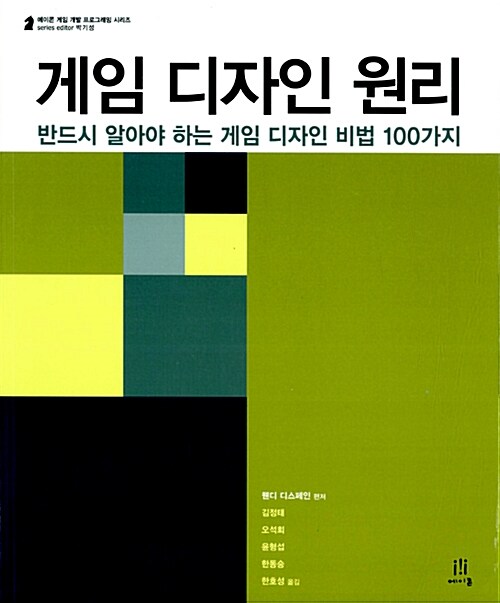 에이콘 게임 개발 프로그래밍 시리즈
series editor 박기성
게임 디자인 원리
반드시 알아야 하는 게임 디자인 비법 100가지
웬디 디스페인 편저
김정태
오석희
윤형섭
한동숭
한호성 옮김
에이콘